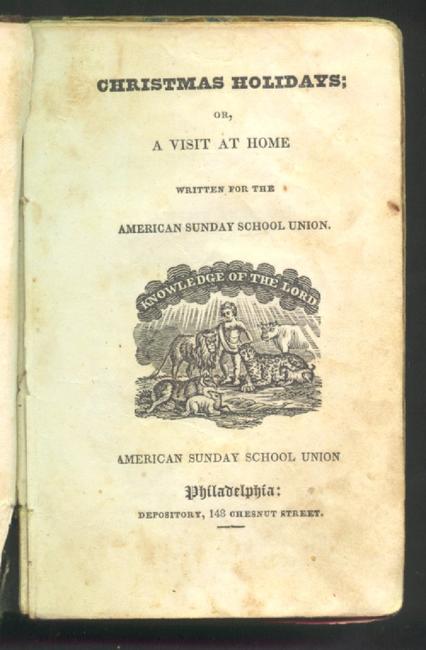 CHRISTMAS HOLIDAYS;
OR,
A VISIT AT HOME
WRITTEN FOR THE
AMERICAN SUNDAY SCHOOL UNION.
KNOWLEDGE OF THE LORD
AMERICAN SUNDAY SCHOOL UNION
Philadelphia:
DEPOSITORY, 148 CHESNUT STREET.